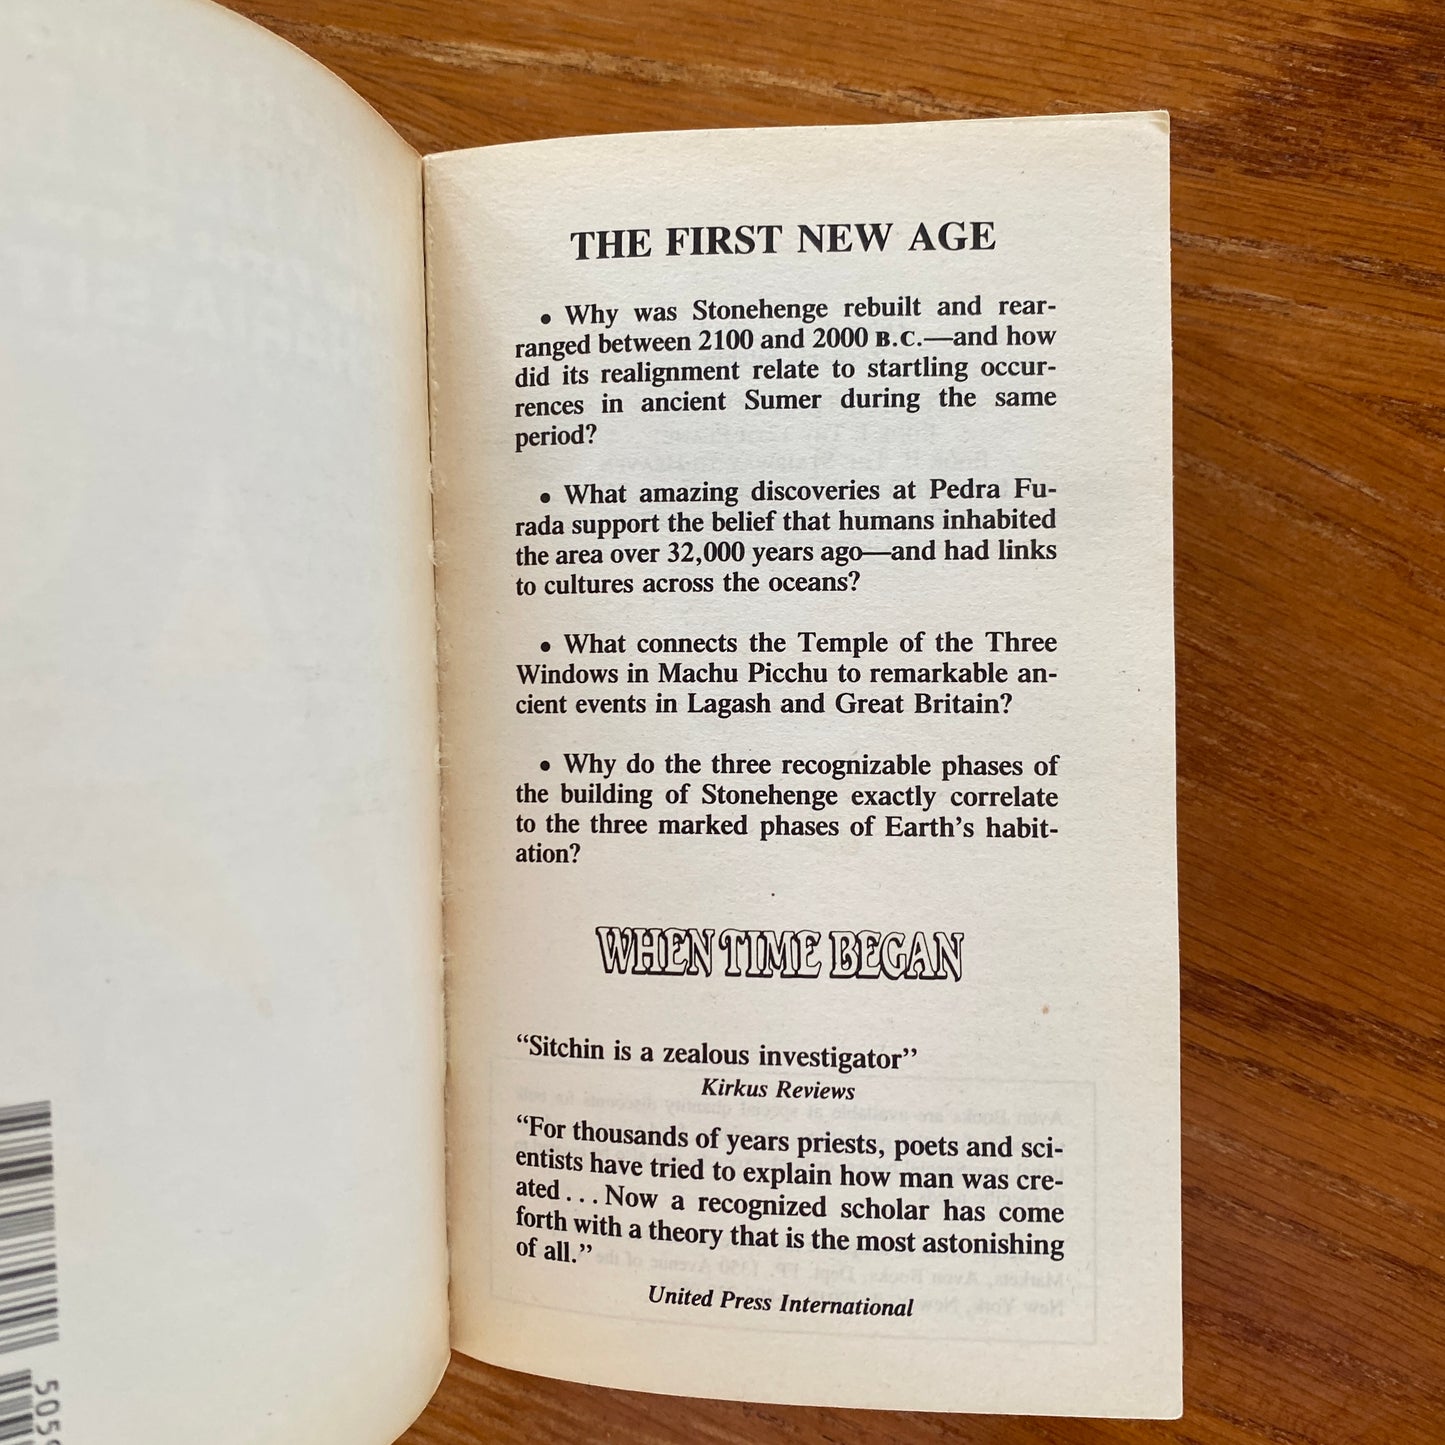 THE FIRST NEW AGE
• Why was Stonehenge rebuilt and rear-
ranged between 2100 and 2000 B.C.—and how
did its realignment relate to startling occur-
rences in ancient Sumer during the same
period?
• What amazing discoveries at Pedra Fu-
rada support the belief that humans inhabited
the area over 32,000 years ago—and had links
to cultures across the oceans?
• What connects the Temple of the Three
Windows in Machu Picchu to remarkable an-
cient events in Lagash and Great Britain?
• Why do the three recognizable phases of
the building of Stonehenge exactly correlate
to the three marked phases of Earth's habit-
ation?
WHEN TIME BEGAN
“Sitchin is a zealous investigator”
Kirkus Reviews
“For thousands of years priests, poets and sci-
entists have tried to explain how man was cre-
ated . . . Now a recognized scholar has come
forth with a theory that is the most astonishing
of all.”
United Press International